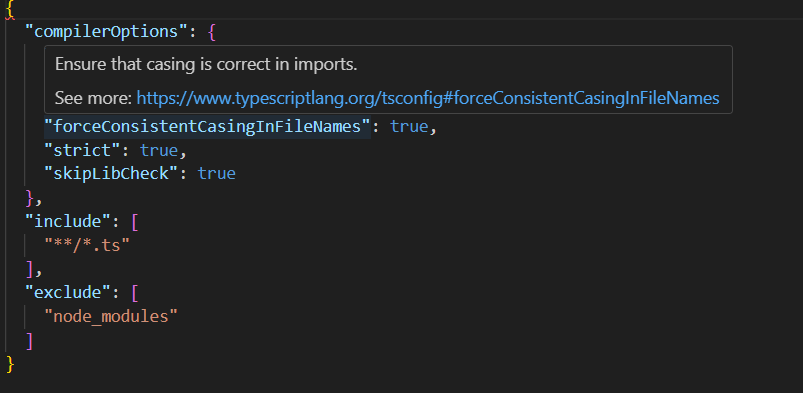 {
"compilerOptions": {
Ensure that casing is correct in imports.
See more: https://www.typescriptlang.org/tsconfig#forceConsistentCasingInFileNames
"forceConsistentCasingInFileNames": true,
"strict": true,
"skipLibCheck": true
},
"include": [
"**/*.ts"
],
"exclude": [
"node_modules"
]
}